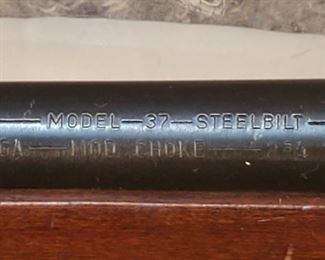 —MODEL—37—STEELBILT—
GA—MOD CHOKE—